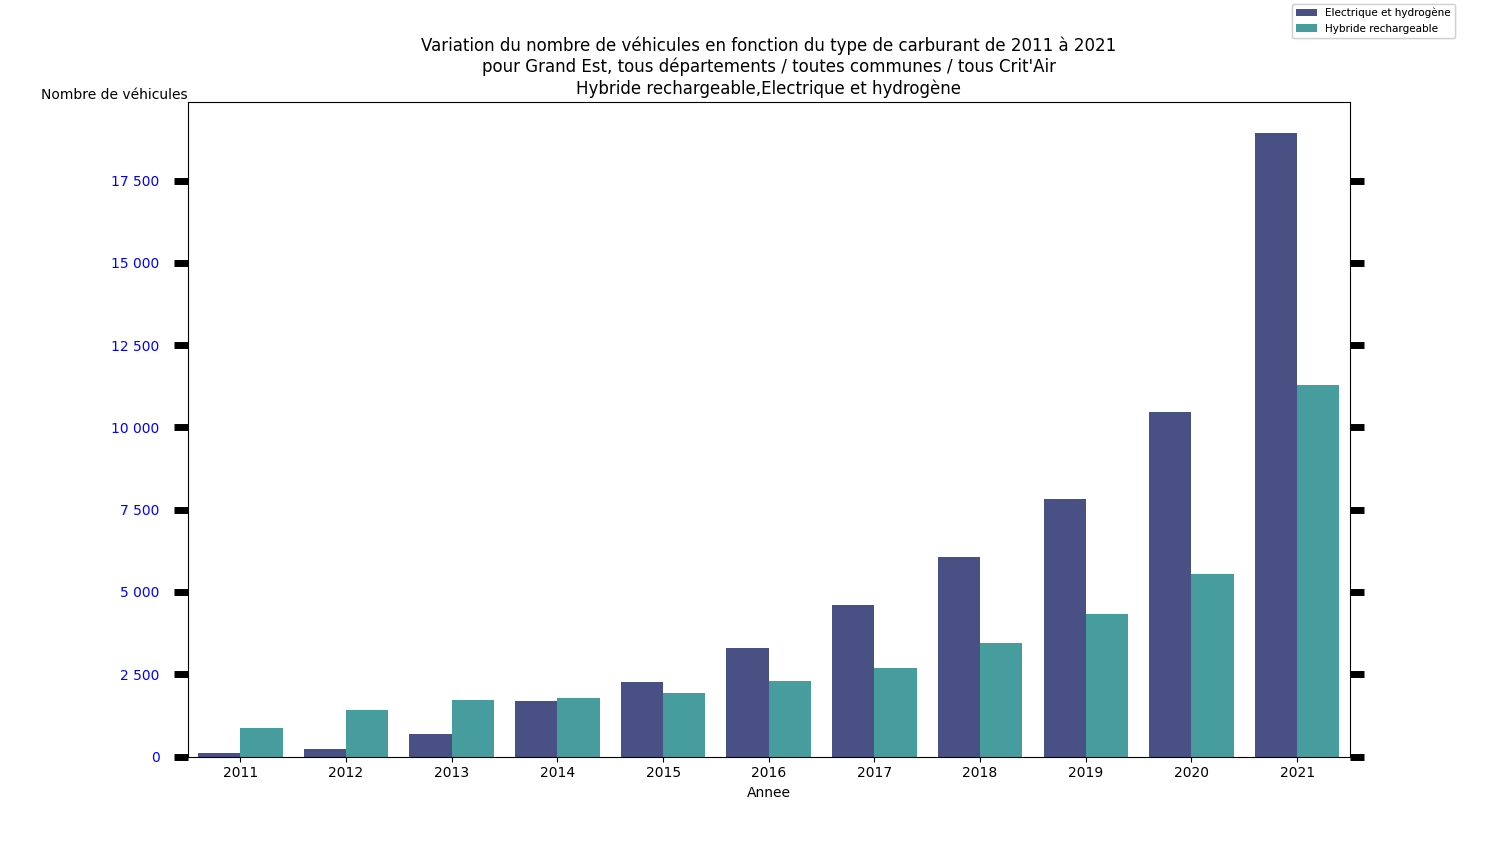 Electrique et hydrogène
Hybride rechargeable
Variation du nombre de véhicules en fonction du type de carburant de 2011 à 2021
pour Grand Est, tous départements / toutes communes / tous Crit'Air
Hybride rechargeable,Electrique et hydrogène
Nombre de véhicules
17 500
15 000
12 500
10 000
7 500
5 000
2 500
0
2011 2012 2013 2014 2015 2016 2017 2018 2019 2020 2021
Annee